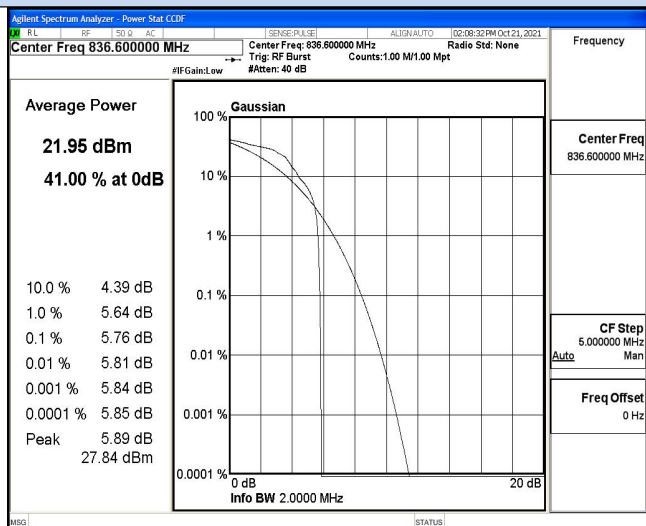 Agilent Spectrum Analyzer - Power Stat CCDF
LXI RL RF 50 Ω AC SENSE:PULSE ALIGN AUTO 02:08:32 PM Oct 21, 2021
Center Freq 836.600000 MHz
Center Freq: 836.600000 MHz Radio Std: None
Trig: RF Burst Counts:1.00 M/1.00 Mpt
#IFGain:Low #Atten: 40 dB
Frequency
Average Power
21.95 dBm
41.00 % at 0dB
10.0 % 4.39 dB
1.0 % 5.64 dB
0.1 % 5.76 dB
0.01 % 5.81 dB
0.001 % 5.84 dB
0.0001 % 5.85 dB
Peak 5.89 dB
27.84 dBm
Gaussian
100 %
10 %
1 %
0.1 %
0.01 %
0.001 %
0.0001 %
0 dB 20 dB
Info BW 2.0000 MHz
Center Freq
836.600000 MHz
CF Step
5.000000 MHz
Auto Man
Freq Offset
0 Hz
MSG STATUS